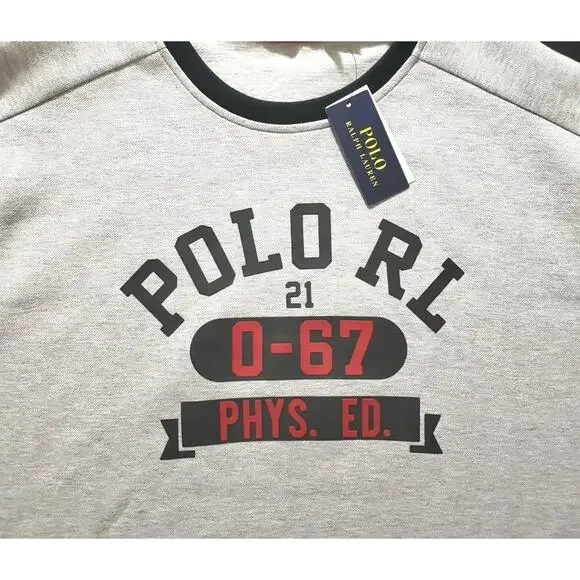 POLO
RALPH LAUREN
POLO RL
21
0-67
PHYS. ED.